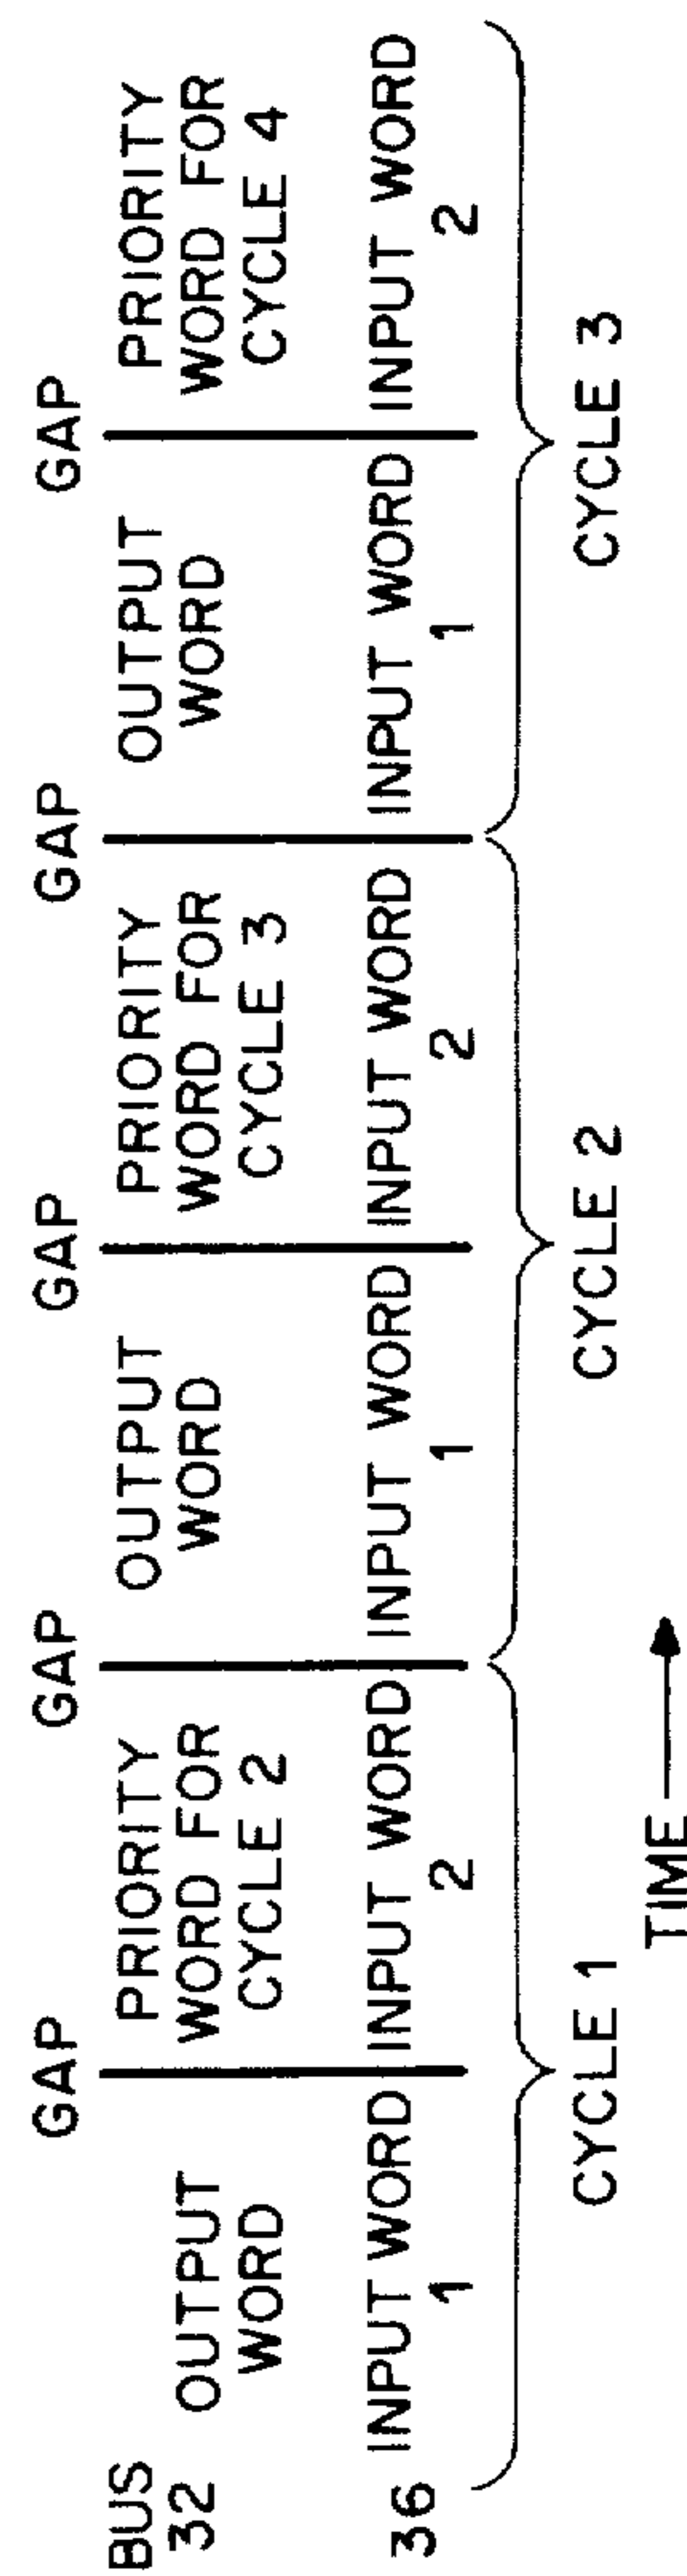 GAP GAP GAP GAP GAP
BUS
32
OUTPUT
WORD
PRIORITY
WORD FOR
CYCLE 2
OUTPUT
WORD
PRIORITY
WORD FOR
CYCLE 3
OUTPUT
WORD
PRIORITY
WORD FOR
CYCLE 4
36
INPUT WORD
1
INPUT WORD
2
INPUT WORD
1
INPUT WORD
2
INPUT WORD
1
INPUT WORD
2
CYCLE 1 CYCLE 2 CYCLE 3
TIME